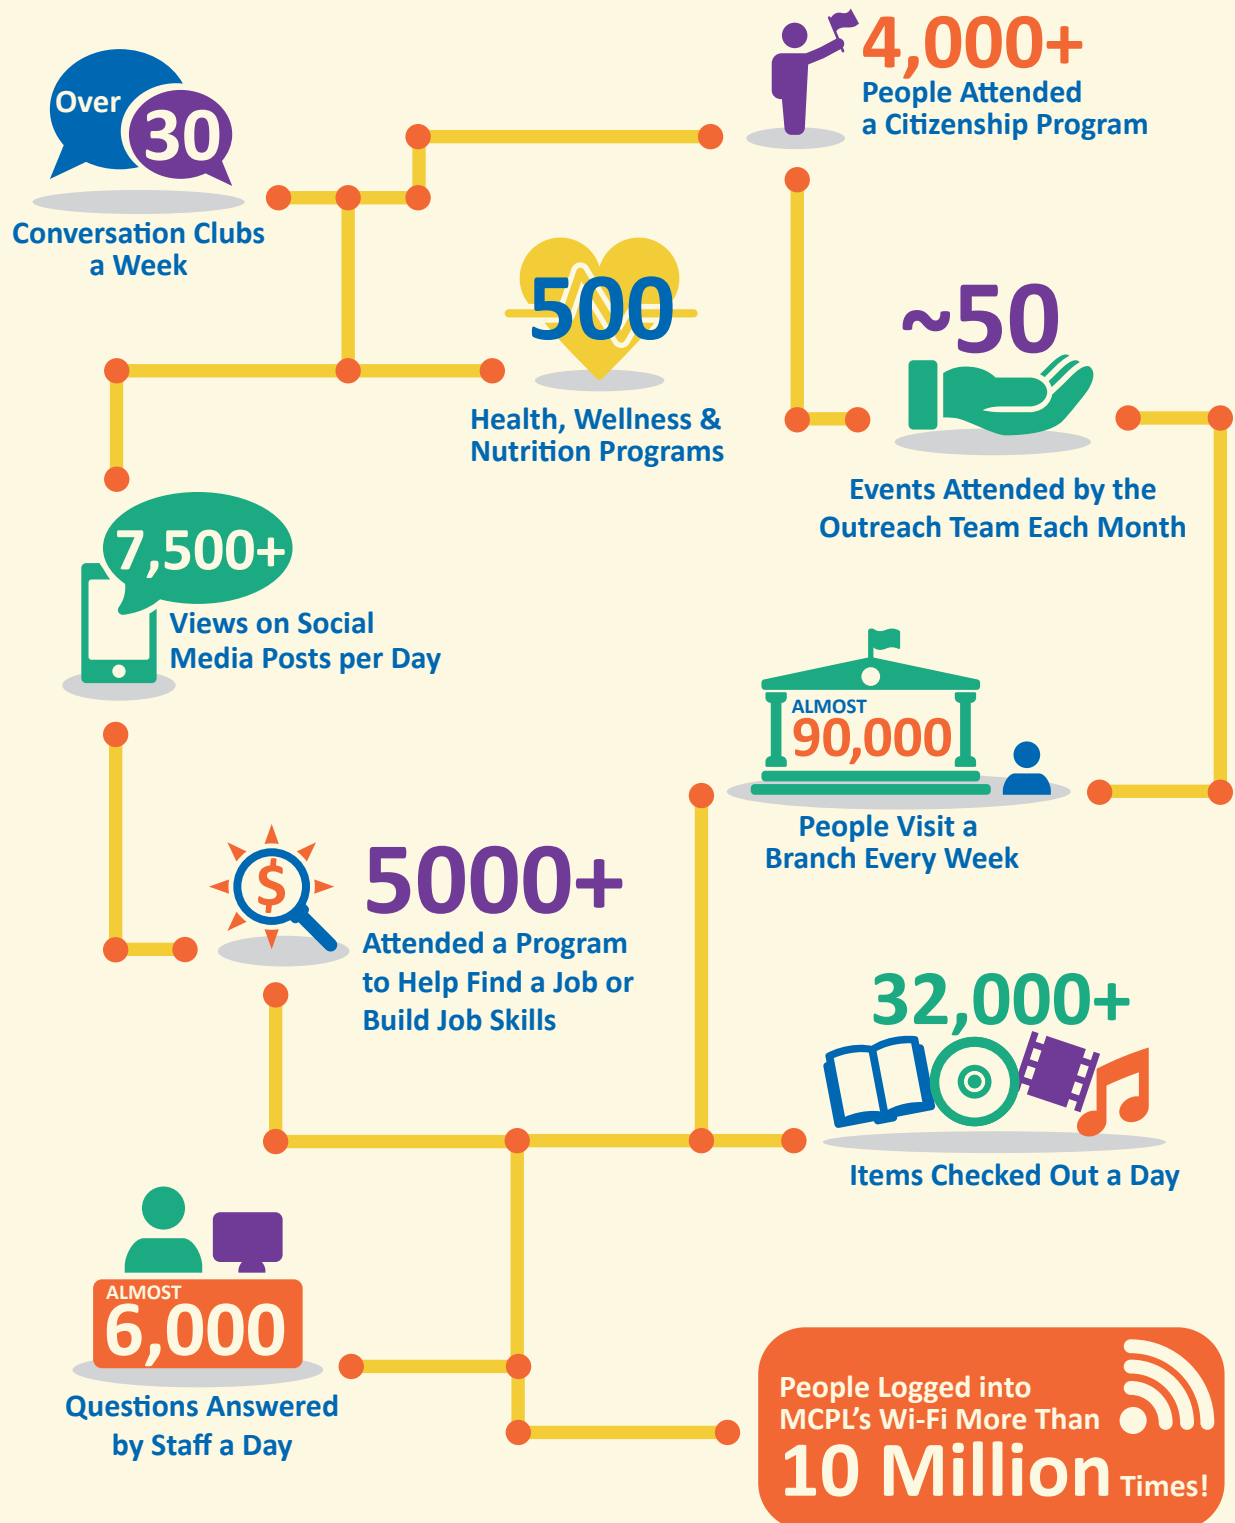 Over
30
Conversation Clubs
a Week
4,000+
People Attended
a Citizenship Program
500
Health, Wellness &
Nutrition Programs
~50
Events Attended by the
Outreach Team Each Month
7,500+
Views on Social
Media Posts per Day
ALMOST
90,000
People Visit a
Branch Every Week
$
5000+
Attended a Program
to Help Find a Job or
Build Job Skills
32,000+
Items Checked Out a Day
ALMOST
6,000
Questions Answered
by Staff a Day
People Logged into
MCPL's Wi-Fi More Than
10 Million Times!